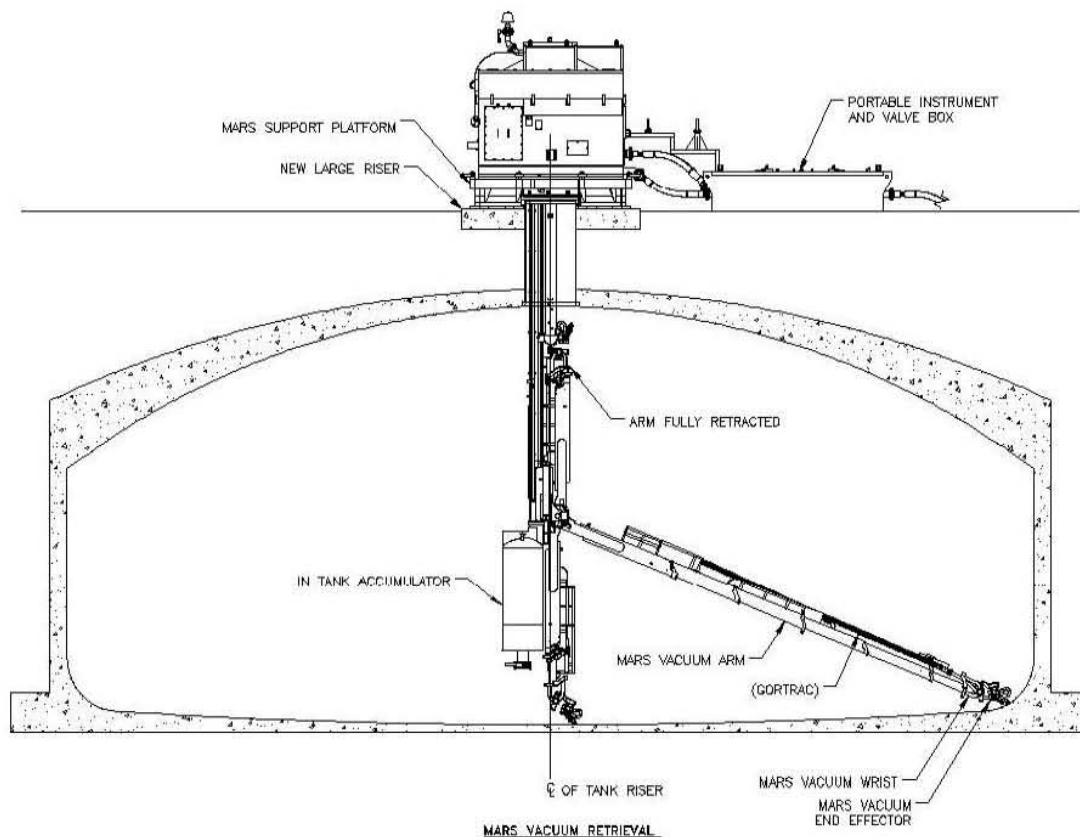 PORTABLE INSTRUMENT
AND VALVE BOX
MARS SUPPORT PLATFORM
NEW LARGE RISER
ARM FULLY RETRACTED
IN TANK ACCUMULATOR
MARS VACUUM ARM
(GORTRAC)
MARS VACUUM WRIST
MARS VACUUM
END EFFECTOR
℄ OF TANK RISER
MARS VACUUM RETRIEVAL